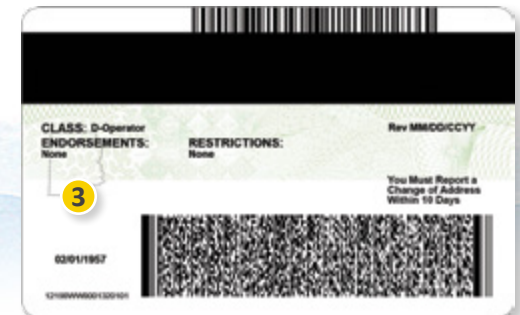 CLASS: D-Operator
ENDORSEMENTS:
None
RESTRICTIONS:
None
Rev MM/DD/CCYY
You Must Report a
Change of Address
Within 10 Days
3
02/01/1957